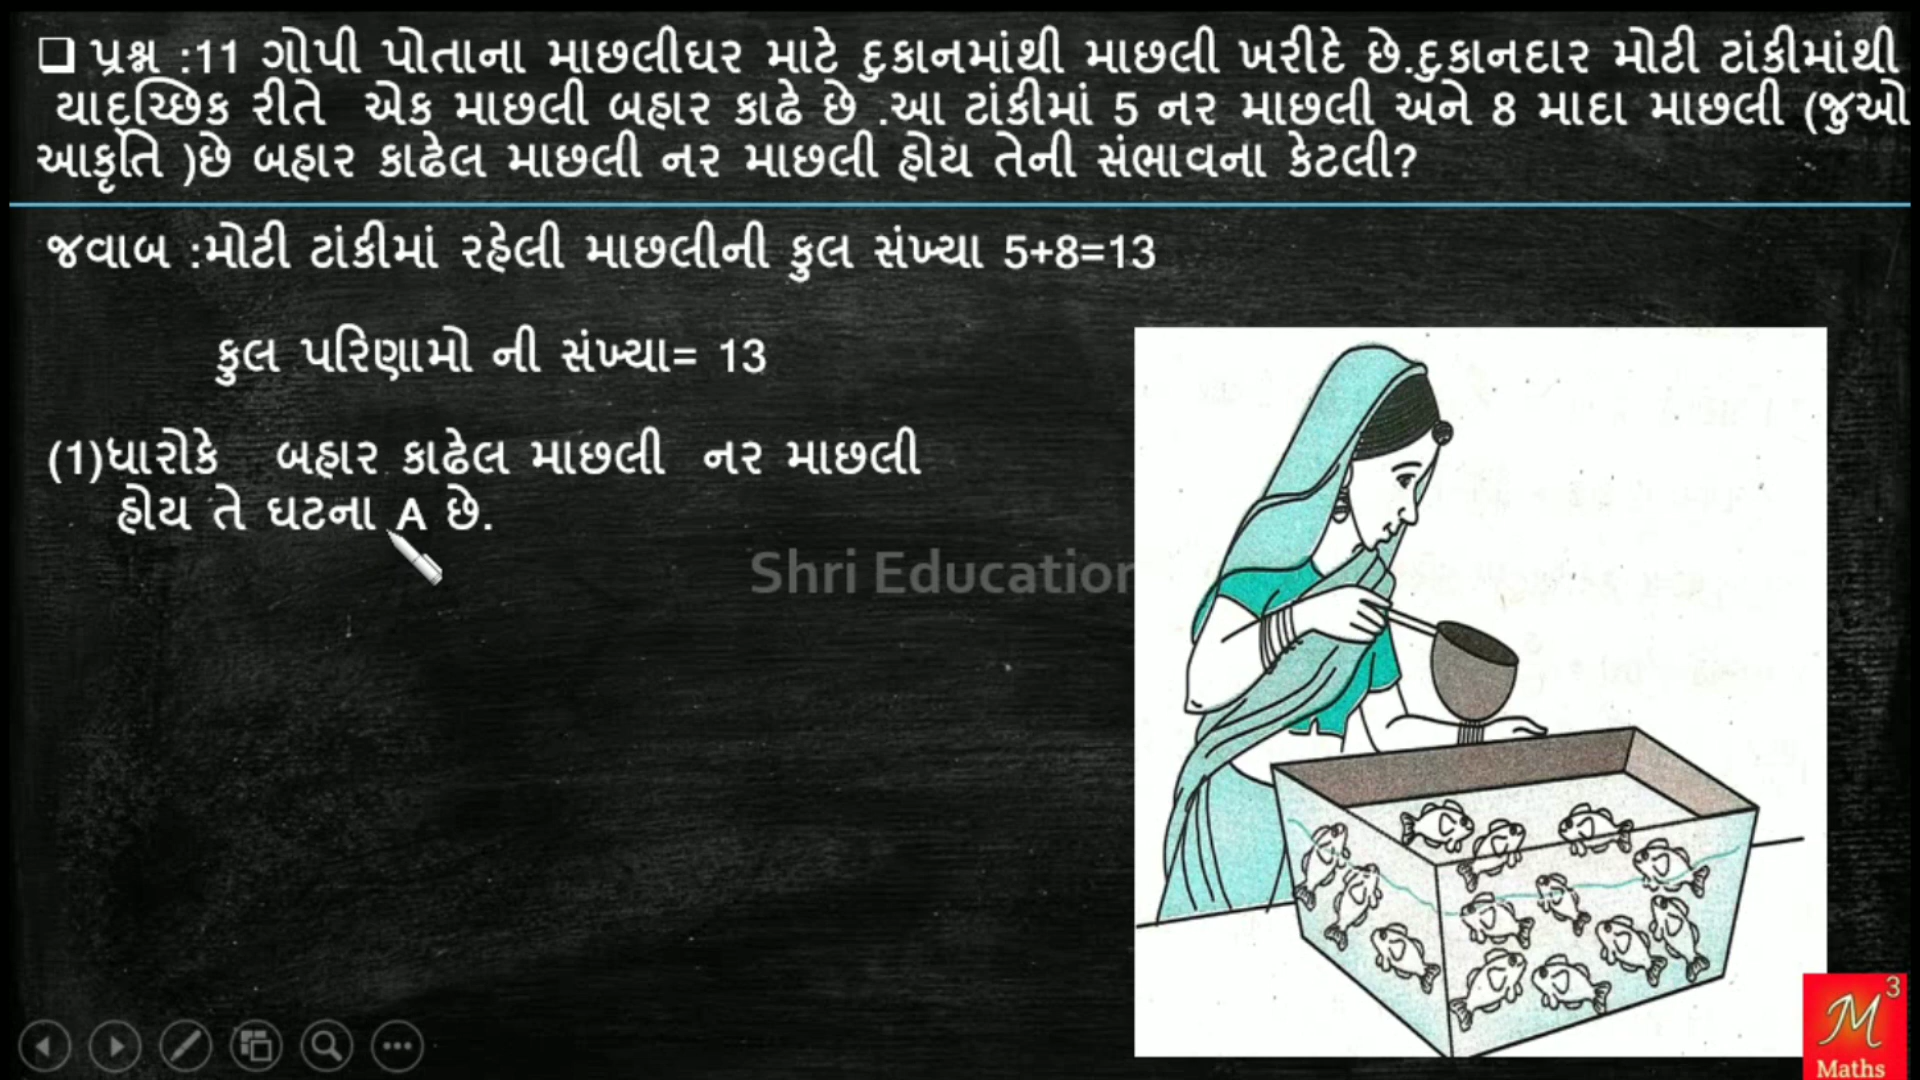 પ્રશ્ન :11 ગોપી પોતાના માછલીઘર માટે દુકાનમાંથી માછલી ખરીદે છે.દુકાનદાર મોટી ટાંકીમાંથી
યાદૃચ્છિક રીતે એક માછલી બહાર કાઢે છે .આ ટાંકીમાં 5 નર માછલી અને 8 માદા માછલી (જુઓ
આકૃતિ )છે બહાર કાઢેલ માછલી નર માછલી હોય તેની સંભાવના કેટલી?
જવાબ :મોટી ટાંકીમાં રહેલી માછલીની કુલ સંખ્યા 5+8=13
કુલ પરિણામો ની સંખ્યા= 13
(1)ધારોકે બહાર કાઢેલ માછલી નર માછલી
હોય તે ઘટના A છે.
Shri Education
M³
Maths